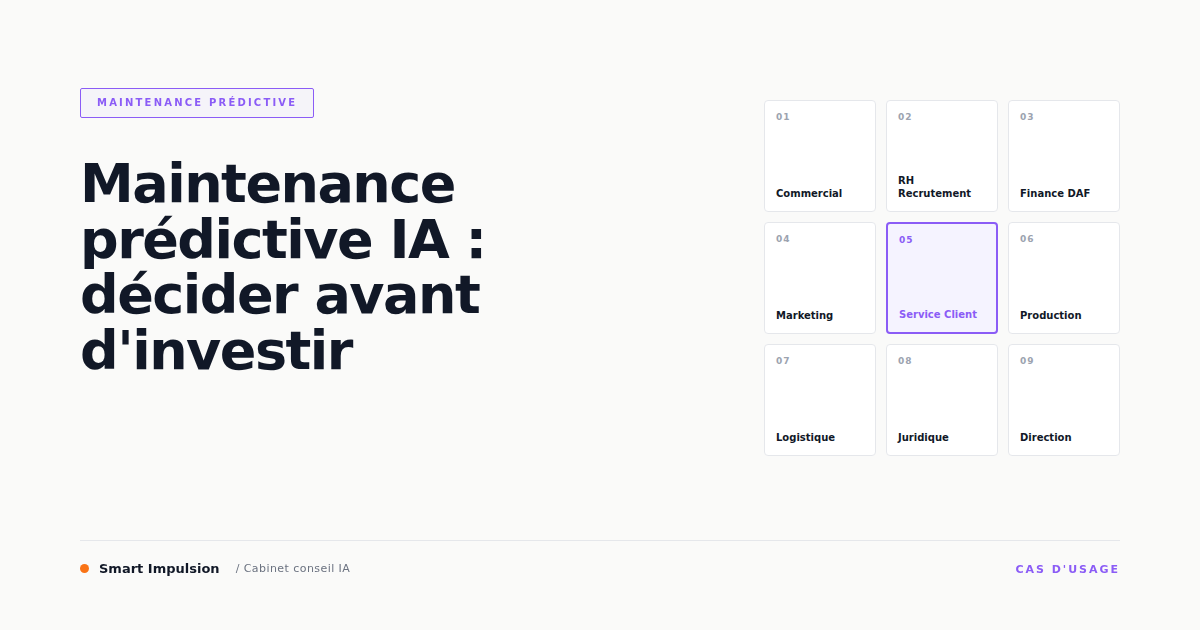 MAINTENANCE PRÉDICTIVE
Maintenance
prédictive IA :
décider avant
d'investir
01
Commercial
02
RH
Recrutement
03
Finance DAF
04
Marketing
05
Service Client
06
Production
07
Logistique
08
Juridique
09
Direction
Smart Impulsion / Cabinet conseil IA
CAS D'USAGE